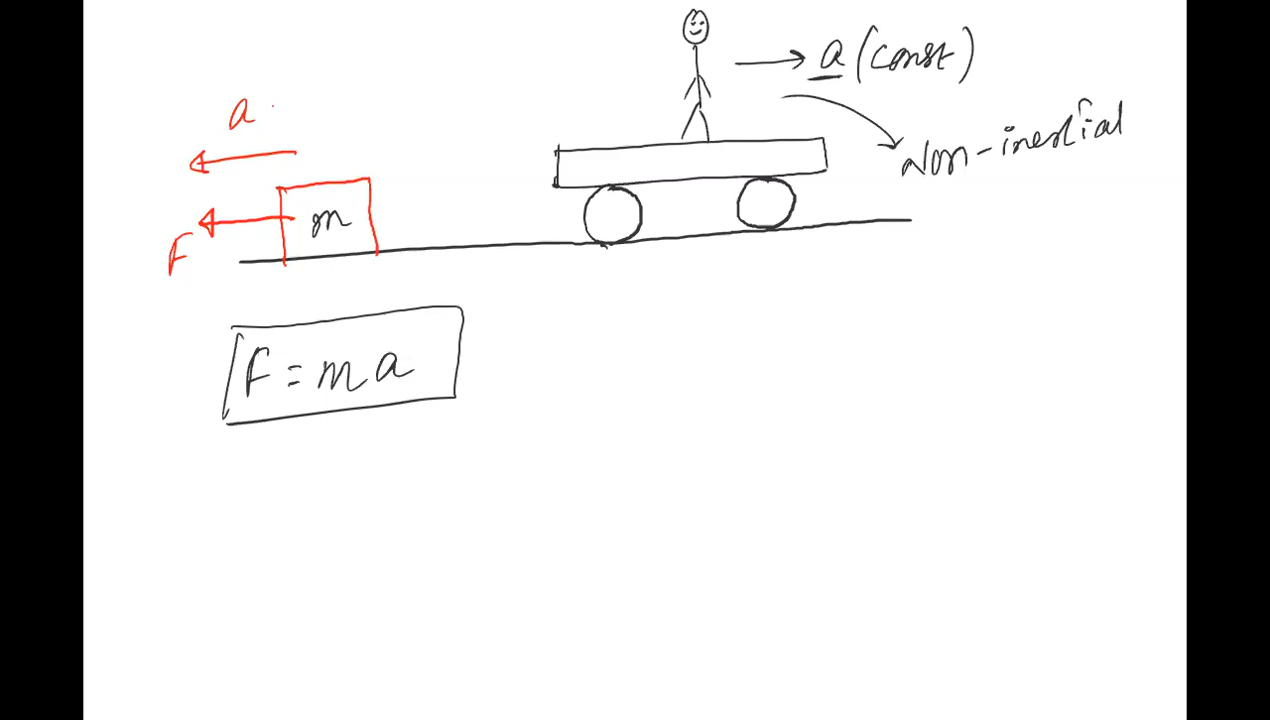 a (const)
a
Non-inertial
m
F
F = ma